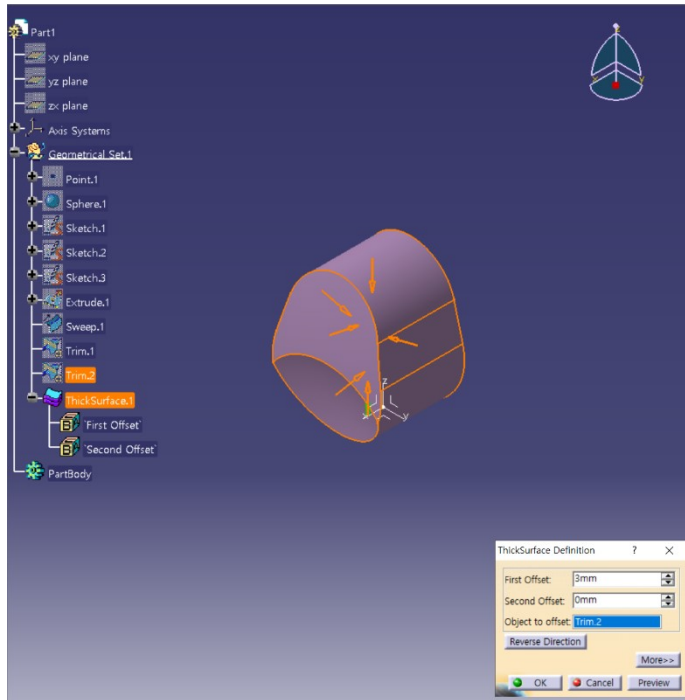 Part1
xy plane
yz plane
zx plane
Axis Systems
Geometrical Set.1
Point.1
Sphere.1
Sketch.1
Sketch.2
Sketch.3
Extrude.1
Sweep.1
Trim.1
Trim.2
ThickSurface.1
`First Offset`
`Second Offset`
PartBody
z
x
y
ThickSurface Definition ? X
First Offset: 3mm
Second Offset: 0mm
Object to offset: Trim.2
Reverse Direction
More>>
OK Cancel Preview